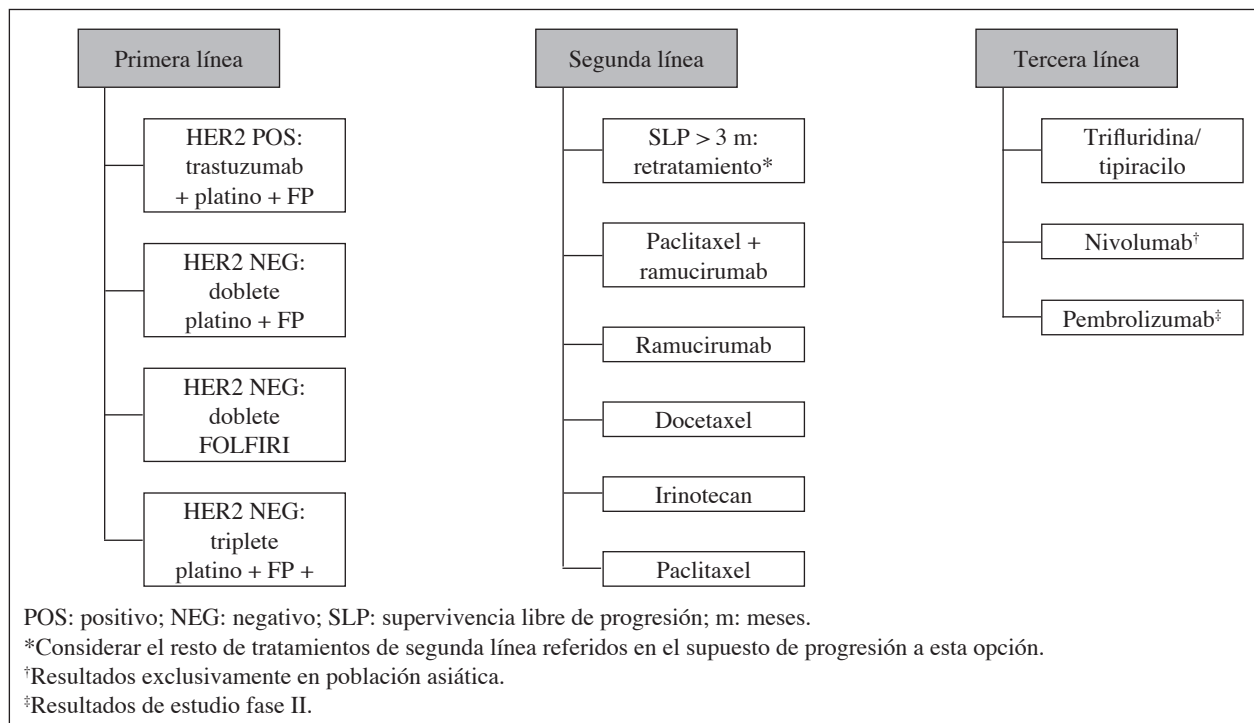 Primera línea
HER2 POS:
trastuzumab
+ platino + FP
HER2 NEG:
doblete
platino + FP
HER2 NEG:
doblete
FOLFIRI
HER2 NEG:
triplete
platino + FP +
Segunda línea
SLP > 3 m:
retratamiento*
Paclitaxel +
ramucirumab
Ramucirumab
Docetaxel
Irinotecan
Paclitaxel
Tercera línea
Trifluridina/
tipiracilo
Nivolumab†
Pembrolizumab‡
POS: positivo; NEG: negativo; SLP: supervivencia libre de progresión; m: meses.
*Considerar el resto de tratamientos de segunda línea referidos en el supuesto de progresión a esta opción.
†Resultados exclusivamente en población asiática.
‡Resultados de estudio fase II.